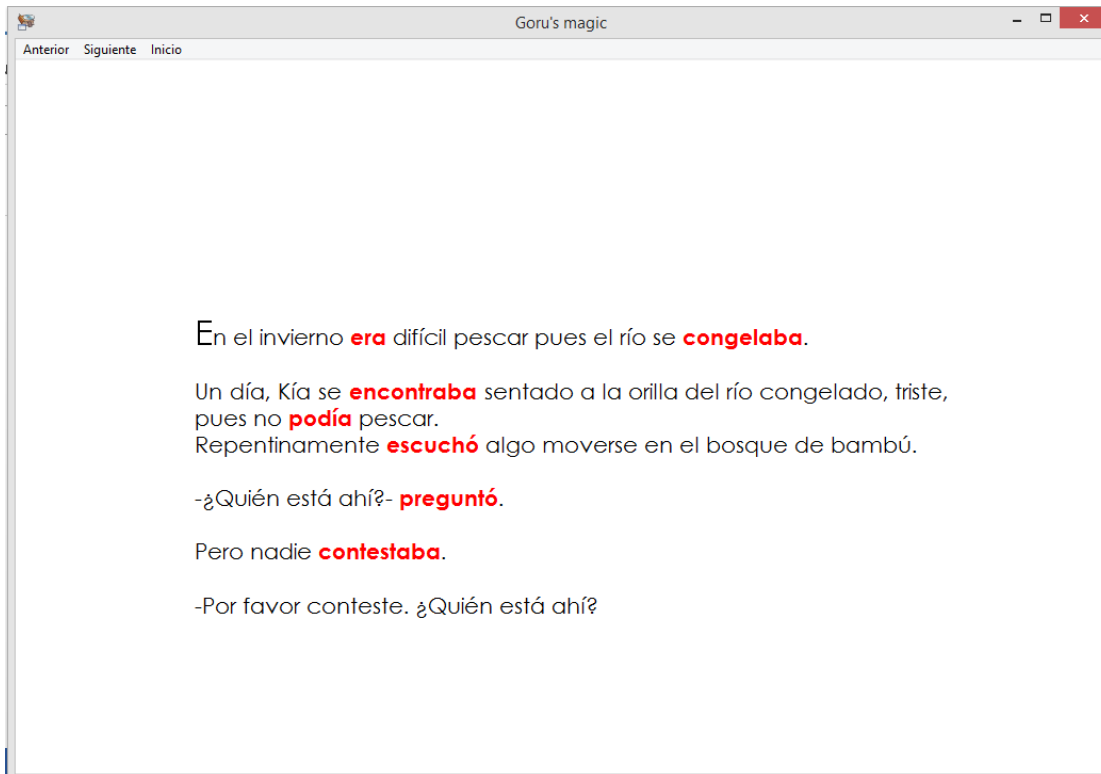 Goru's magic
Anterior Siguiente Inicio
En el invierno era difícil pescar pues el río se congelaba.
Un día, Kía se encontraba sentado a la orilla del río congelado, triste,
pues no podía pescar.
Repentinamente escuchó algo moverse en el bosque de bambú.
-¿Quién está ahí?- preguntó.
Pero nadie contestaba.
-Por favor conteste. ¿Quién está ahí?